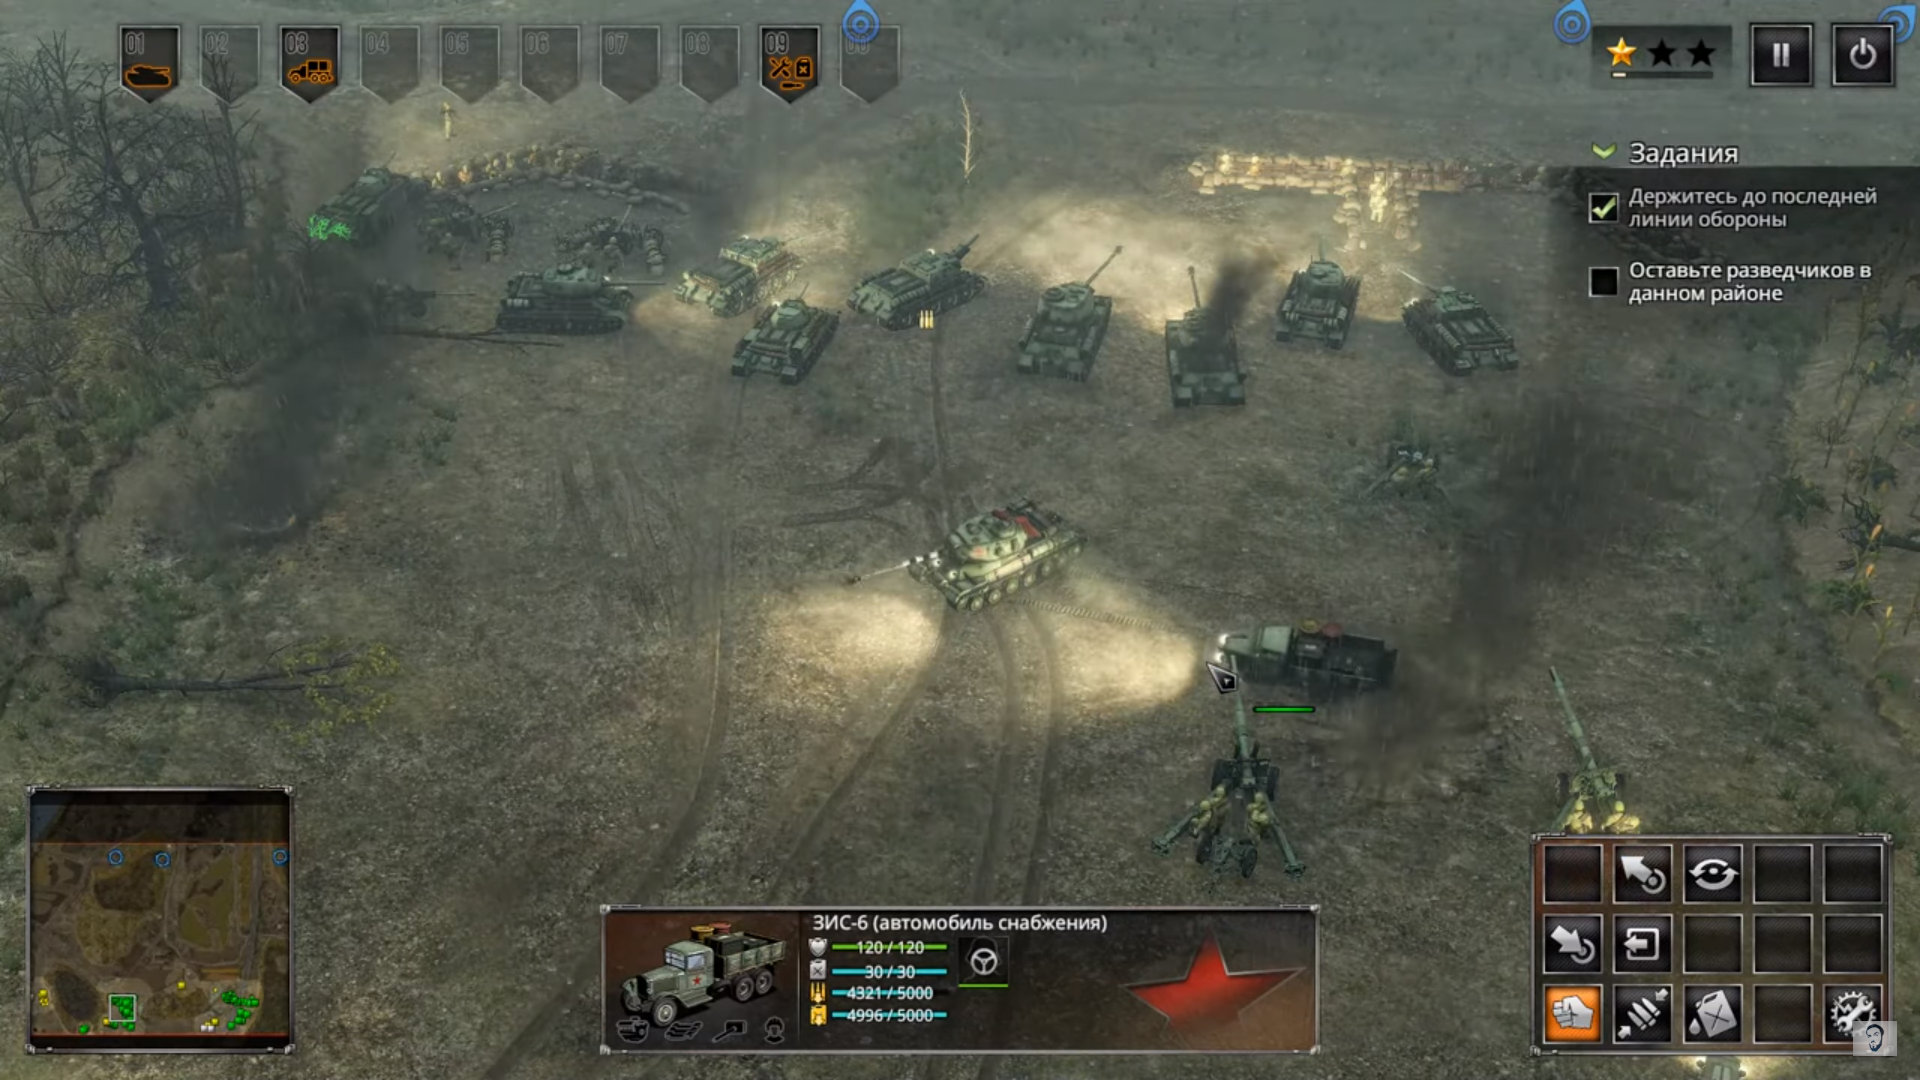 01
02
03
04
05
06
07
08
09
Задания
Держитесь до последней
линии обороны
Оставьте разведчиков в
данном районе
ЗИС-6 (автомобиль снабжения)
120 / 120
30 / 30
4321 / 5000
4996 / 5000